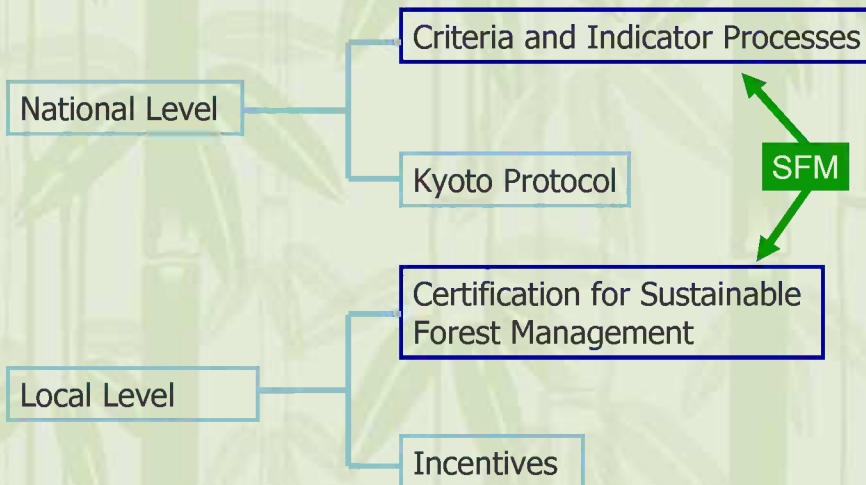 Criteria and Indicator Processes
National Level
Kyoto Protocol
SFM
Certification for Sustainable
Forest Management
Local Level
Incentives